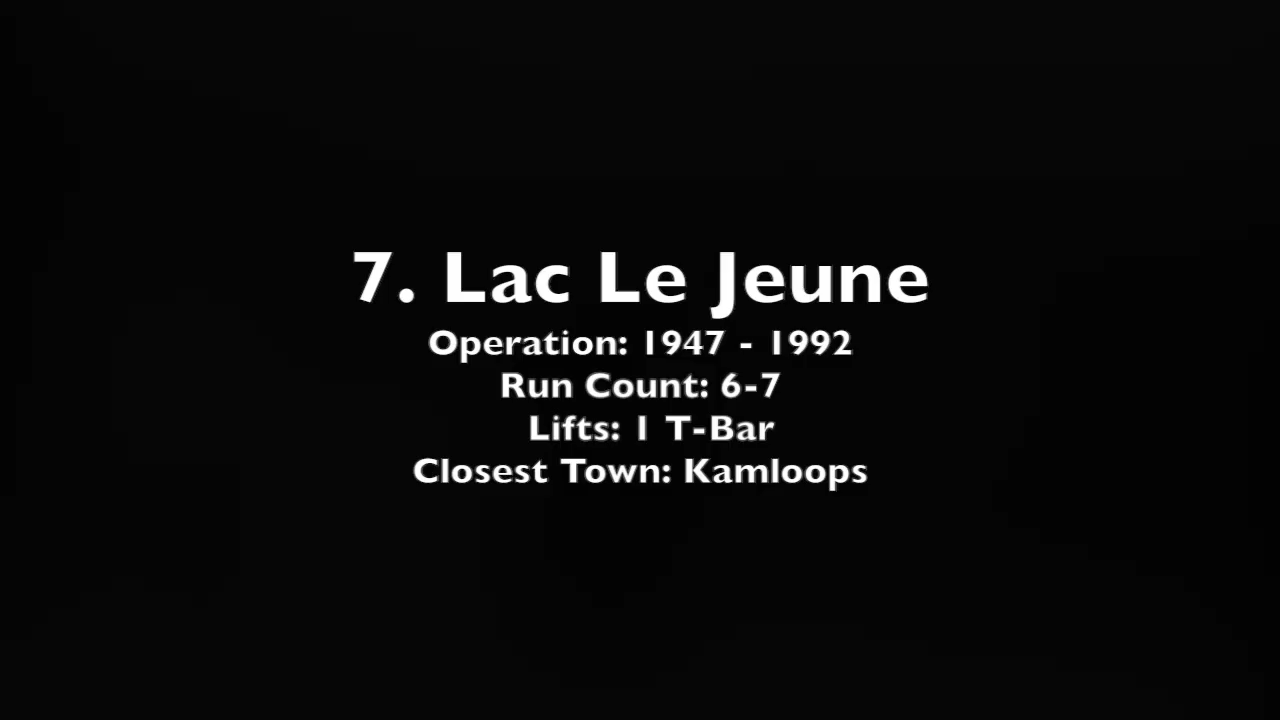 7. Lac Le Jeune
Operation: 1947 - 1992
Run Count: 6-7
Lifts: 1 T-Bar
Closest Town: Kamloops